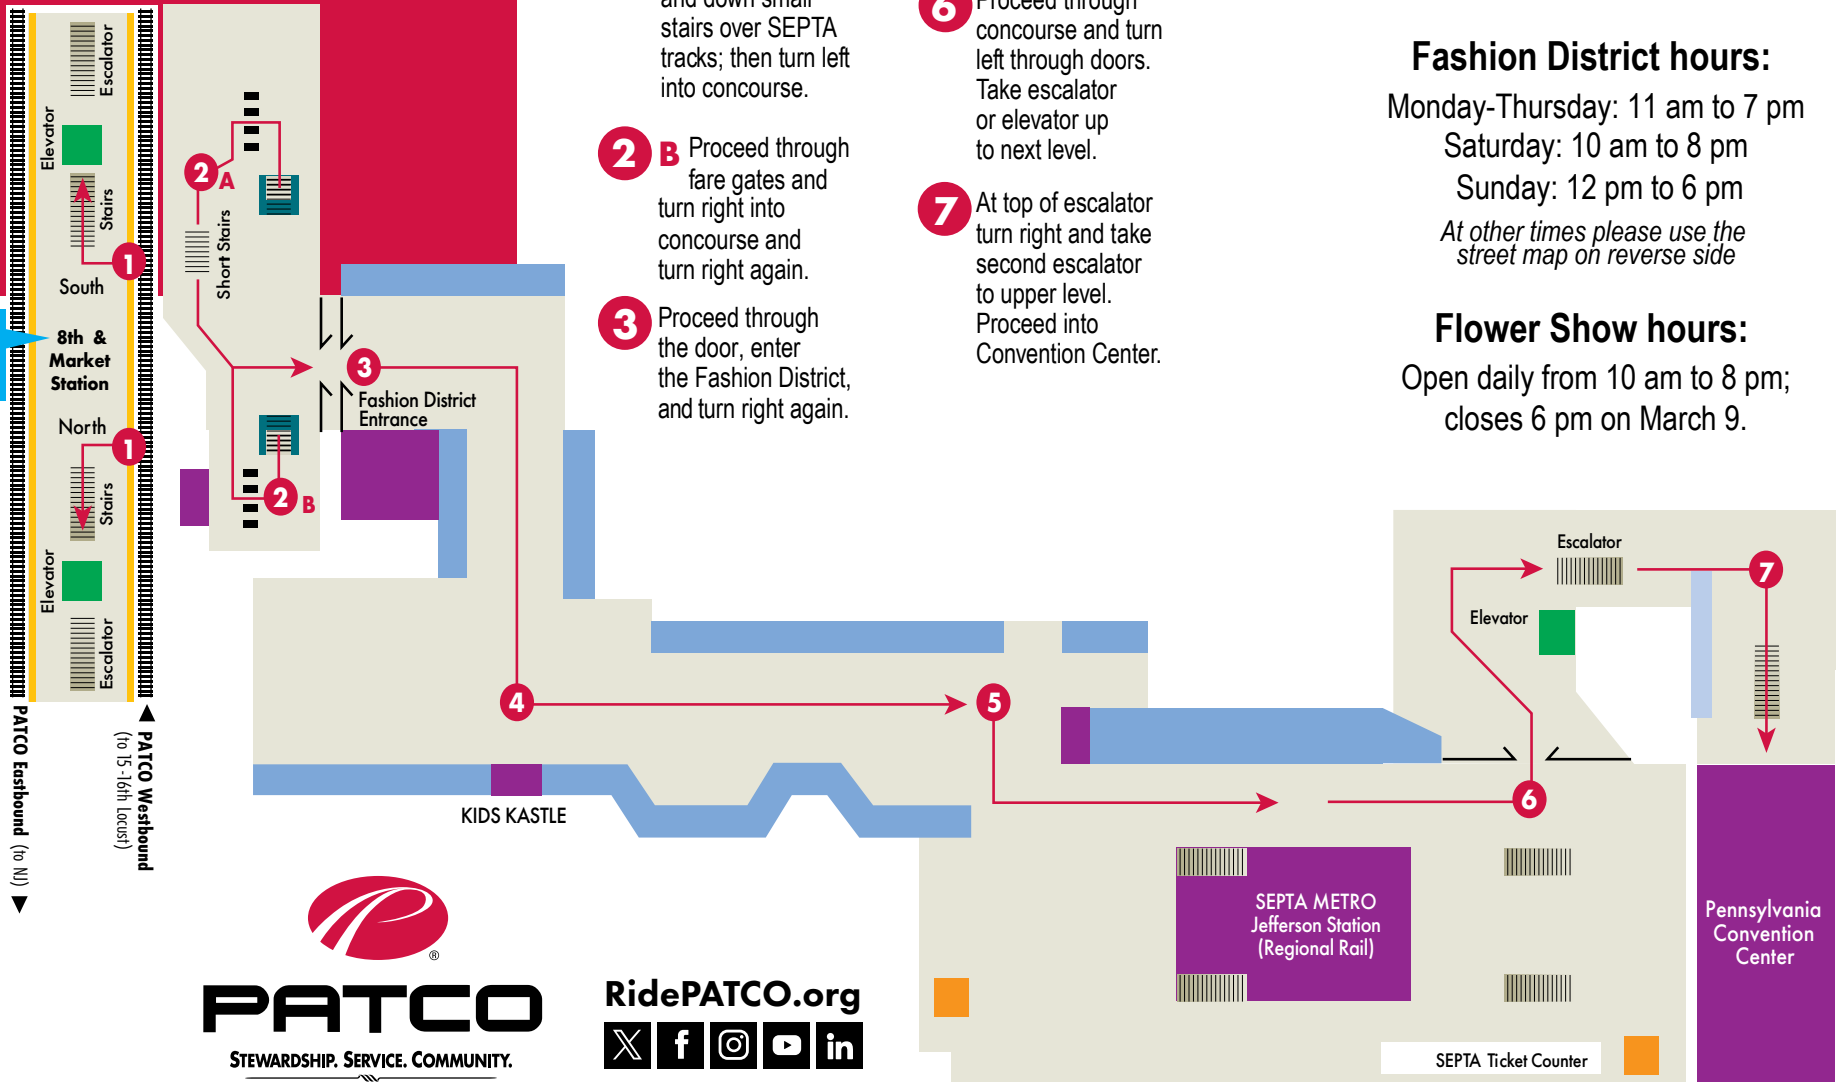 and down small
stairs over SEPTA
tracks; then turn left
into concourse.
2 B Proceed through
fare gates and
turn right into
concourse and
turn right again.
3 Proceed through
the door, enter
the Fashion District,
and turn right again.
6 Proceed through
concourse and turn
left through doors.
Take escalator
or elevator up
to next level.
7 At top of escalator
turn right and take
second escalator
to upper level.
Proceed into
Convention Center.
Fashion District hours:
Monday-Thursday: 11 am to 7 pm
Saturday: 10 am to 8 pm
Sunday: 12 pm to 6 pm
At other times please use the
street map on reverse side
Flower Show hours:
Open daily from 10 am to 8 pm;
closes 6 pm on March 9.
Escalator
Elevator
Stairs
1
South
8th &
Market
Station
North
1
Stairs
Elevator
Escalator
PATCO Eastbound (to NJ)
PATCO Westbound
(to 15-16th Locust)
2 A
Short Stairs
3
Fashion District
Entrance
2 B
4
5
KIDS KASTLE
6
Escalator
7
Elevator
SEPTA METRO
Jefferson Station
(Regional Rail)
Pennsylvania
Convention
Center
SEPTA Ticket Counter
®
PATCO
STEWARDSHIP. SERVICE. COMMUNITY.
RidePATCO.org
X f in